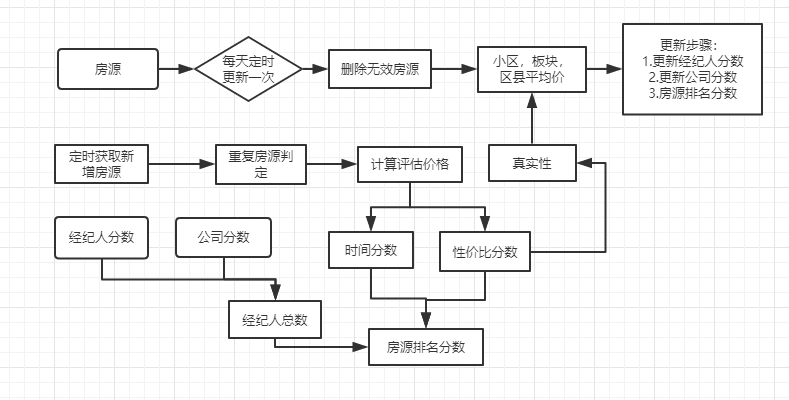 房源
每天定时
更新一次
删除无效房源
小区，板块，
区县平均价
更新步骤：
1.更新经纪人分数
2.更新公司分数
3.房源排名分数
定时获取新
增房源
重复房源判
定
计算评估价格
真实性
经纪人分数
公司分数
时间分数
性价比分数
经纪人总数
房源排名分数